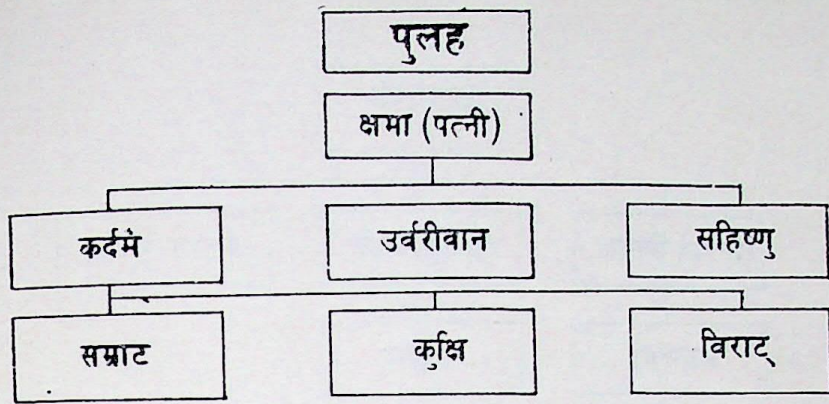 पुलह
क्षमा (पत्नी)
कर्दमं
उर्वरीवान
सहिष्णु
सम्राट
कुक्षि
विराट्